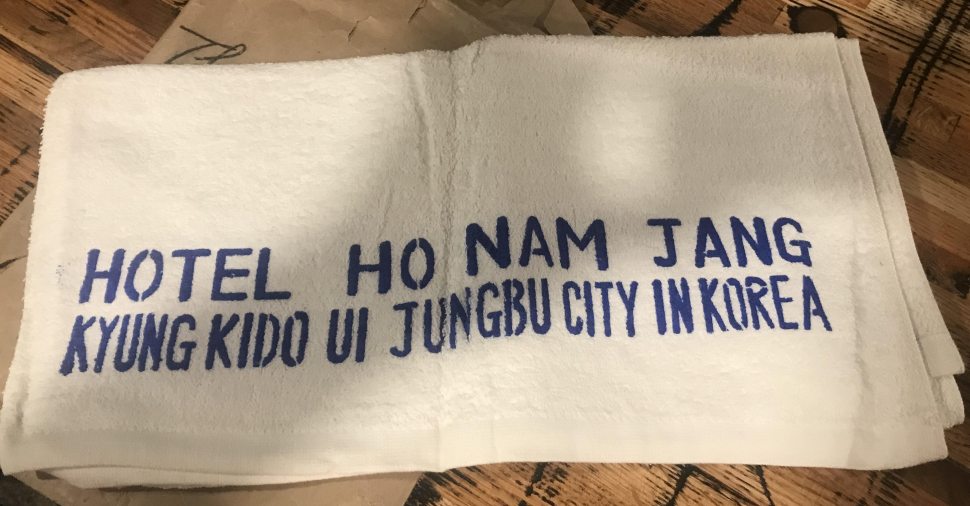 HOTEL HO NAM JANG
KYUNG KIDO UI JUNGBU CITY IN KOREA